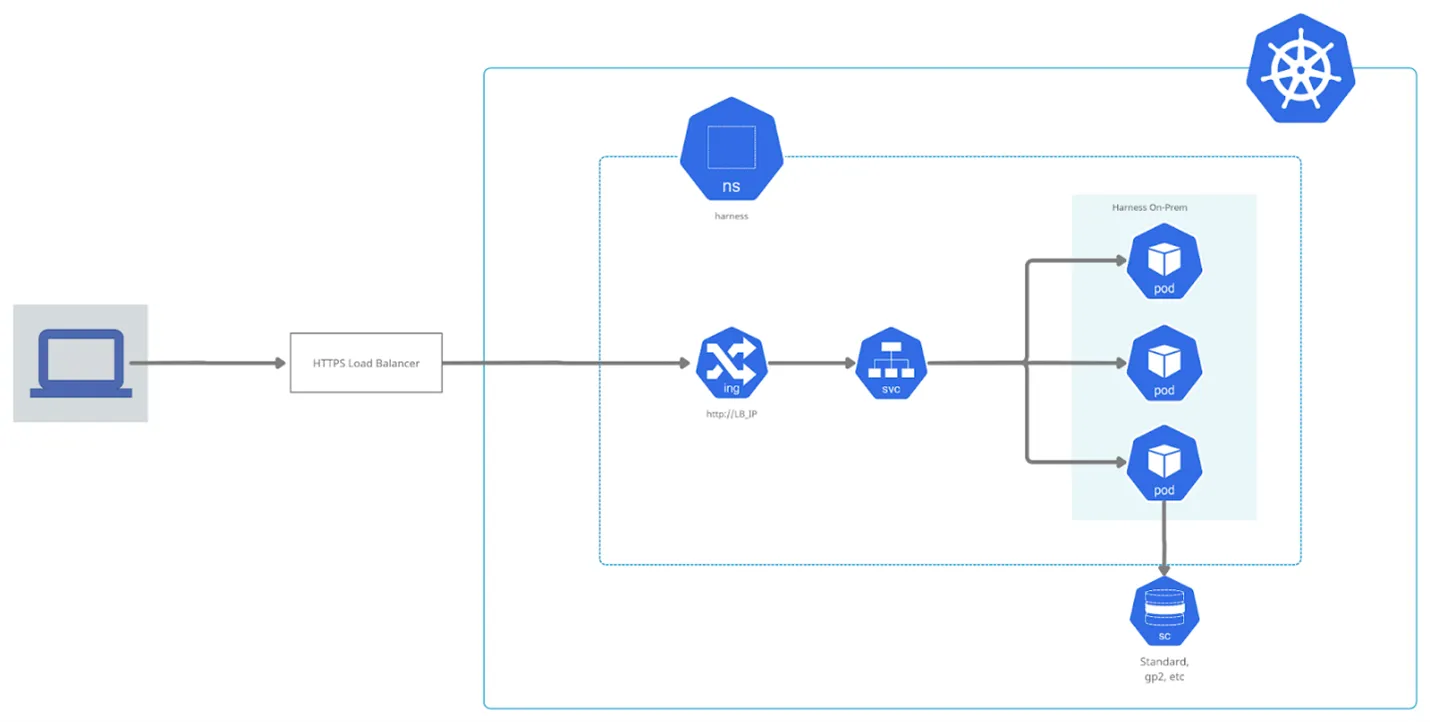 ns
harness
Harness On-Prem
pod
HTTPS Load Balancer
ing
http://LB_IP
svc
pod
pod
sc
Standard,
gp2, etc